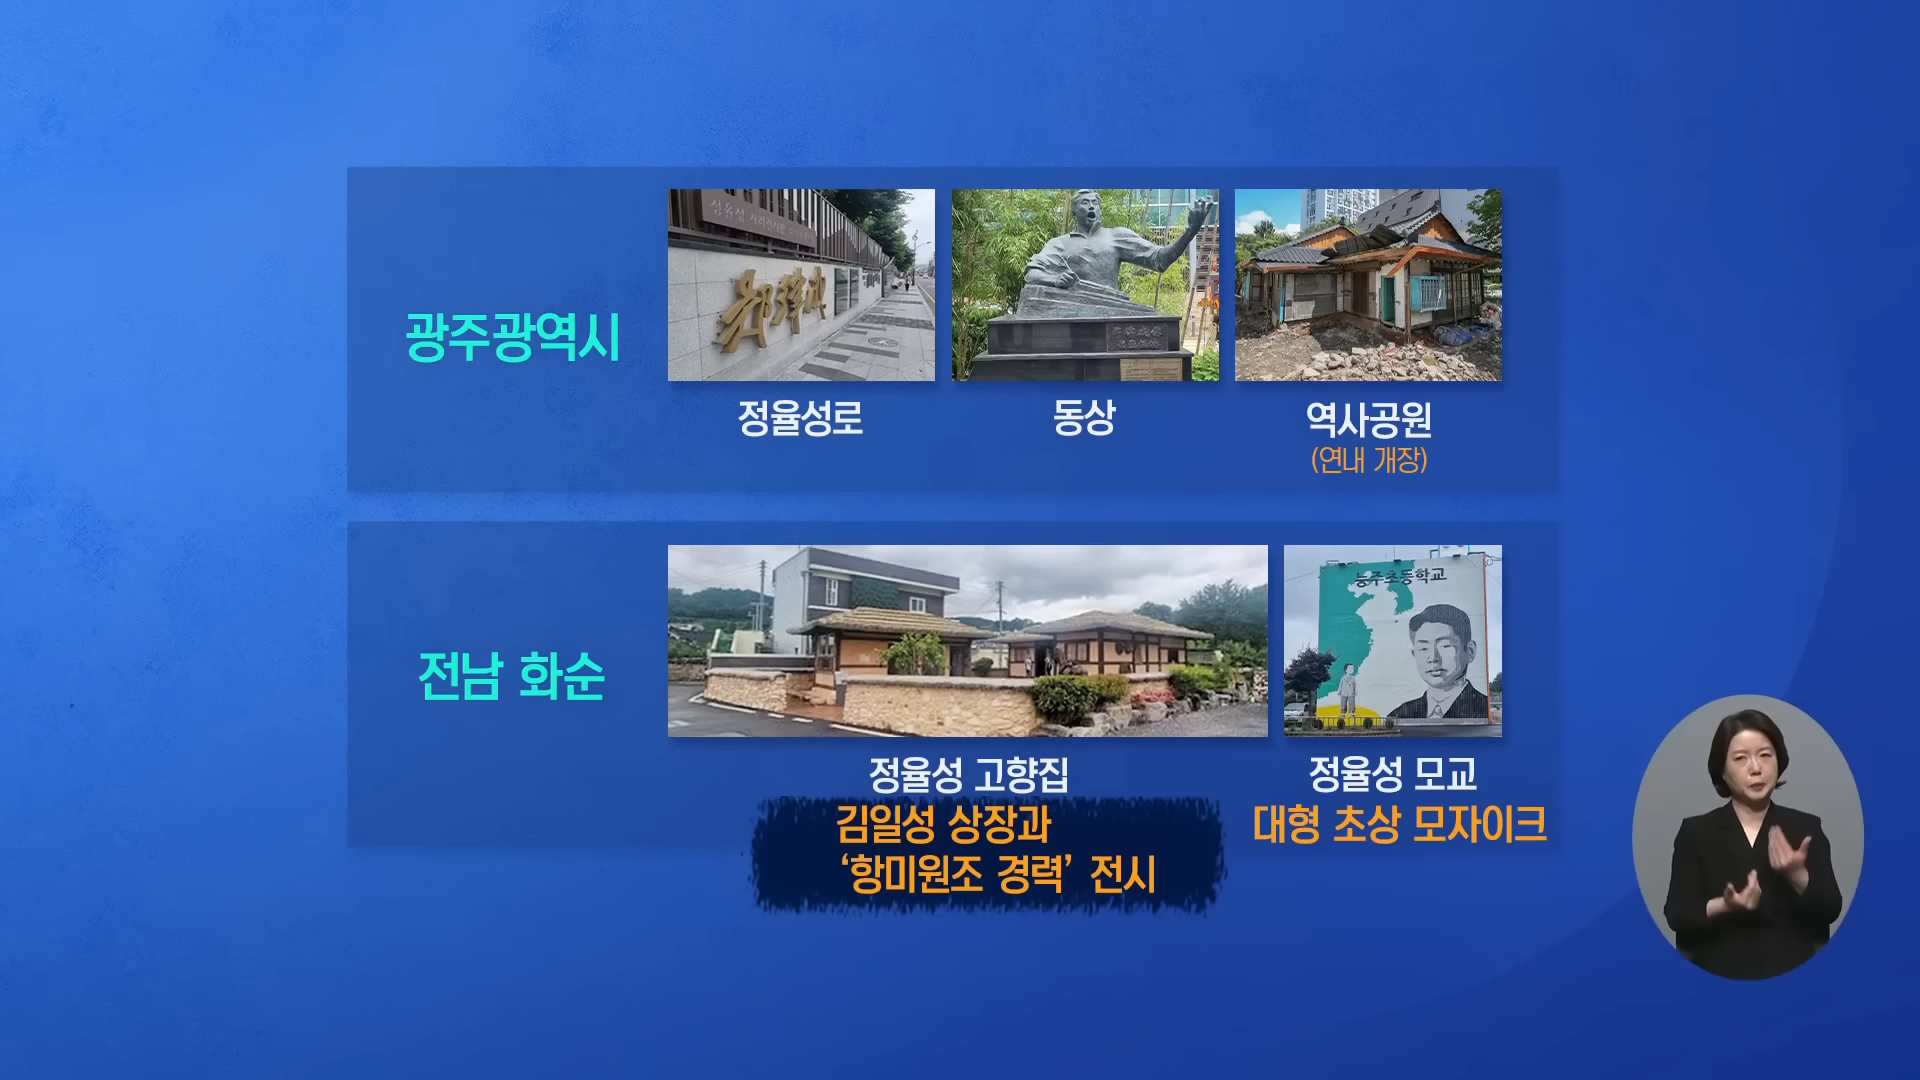 광주광역시
정율성로
동상
역사공원
(연내 개장)
전남 화순
능주초등학교
정율성 고향집
김일성 상장과
‘항미원조 경력’ 전시
정율성 모교
대형 초상 모자이크